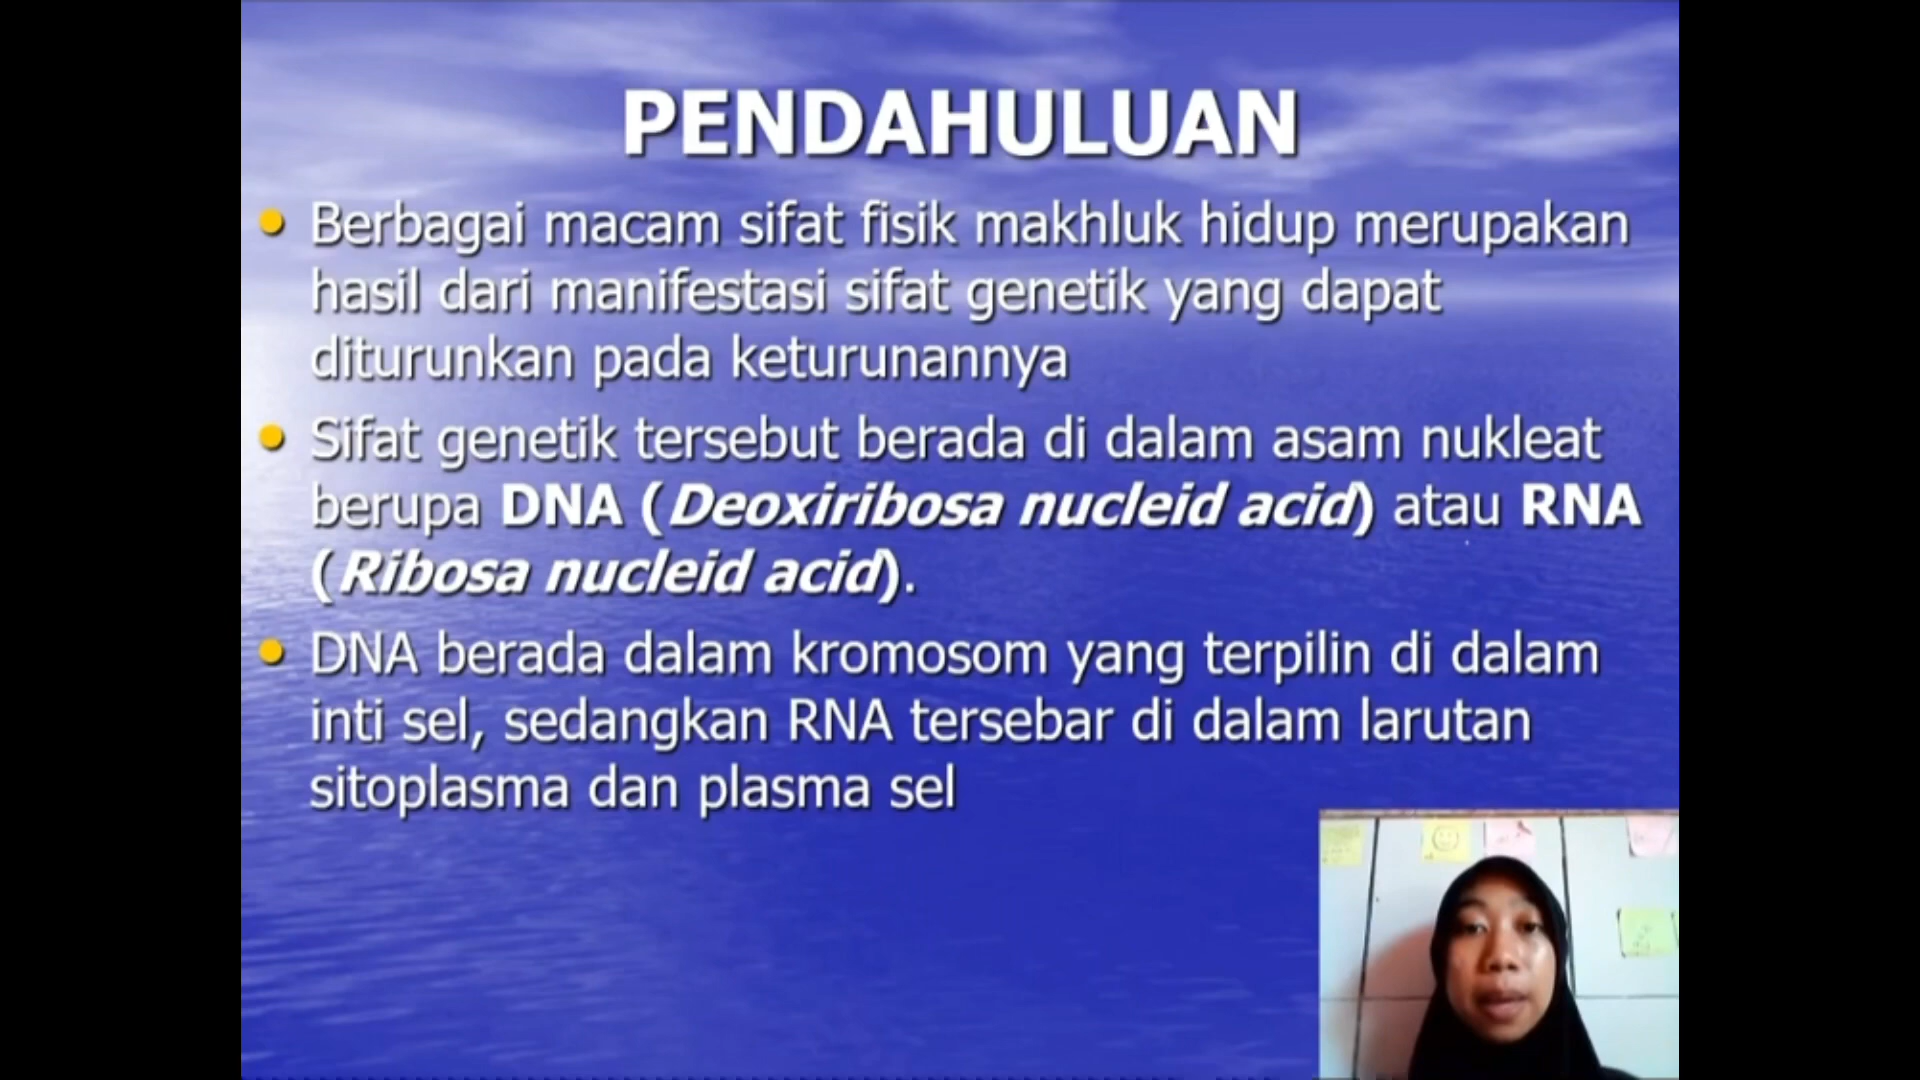 PENDAHULUAN
Berbagai macam sifat fisik makhluk hidup merupakan
hasil dari manifestasi sifat genetik yang dapat
diturunkan pada keturunannya
Sifat genetik tersebut berada di dalam asam nukleat
berupa DNA (Deoxiribosa nucleid acid) atau RNA
(Ribosa nucleid acid).
DNA berada dalam kromosom yang terpilin di dalam
inti sel, sedangkan RNA tersebar di dalam larutan
sitoplasma dan plasma sel